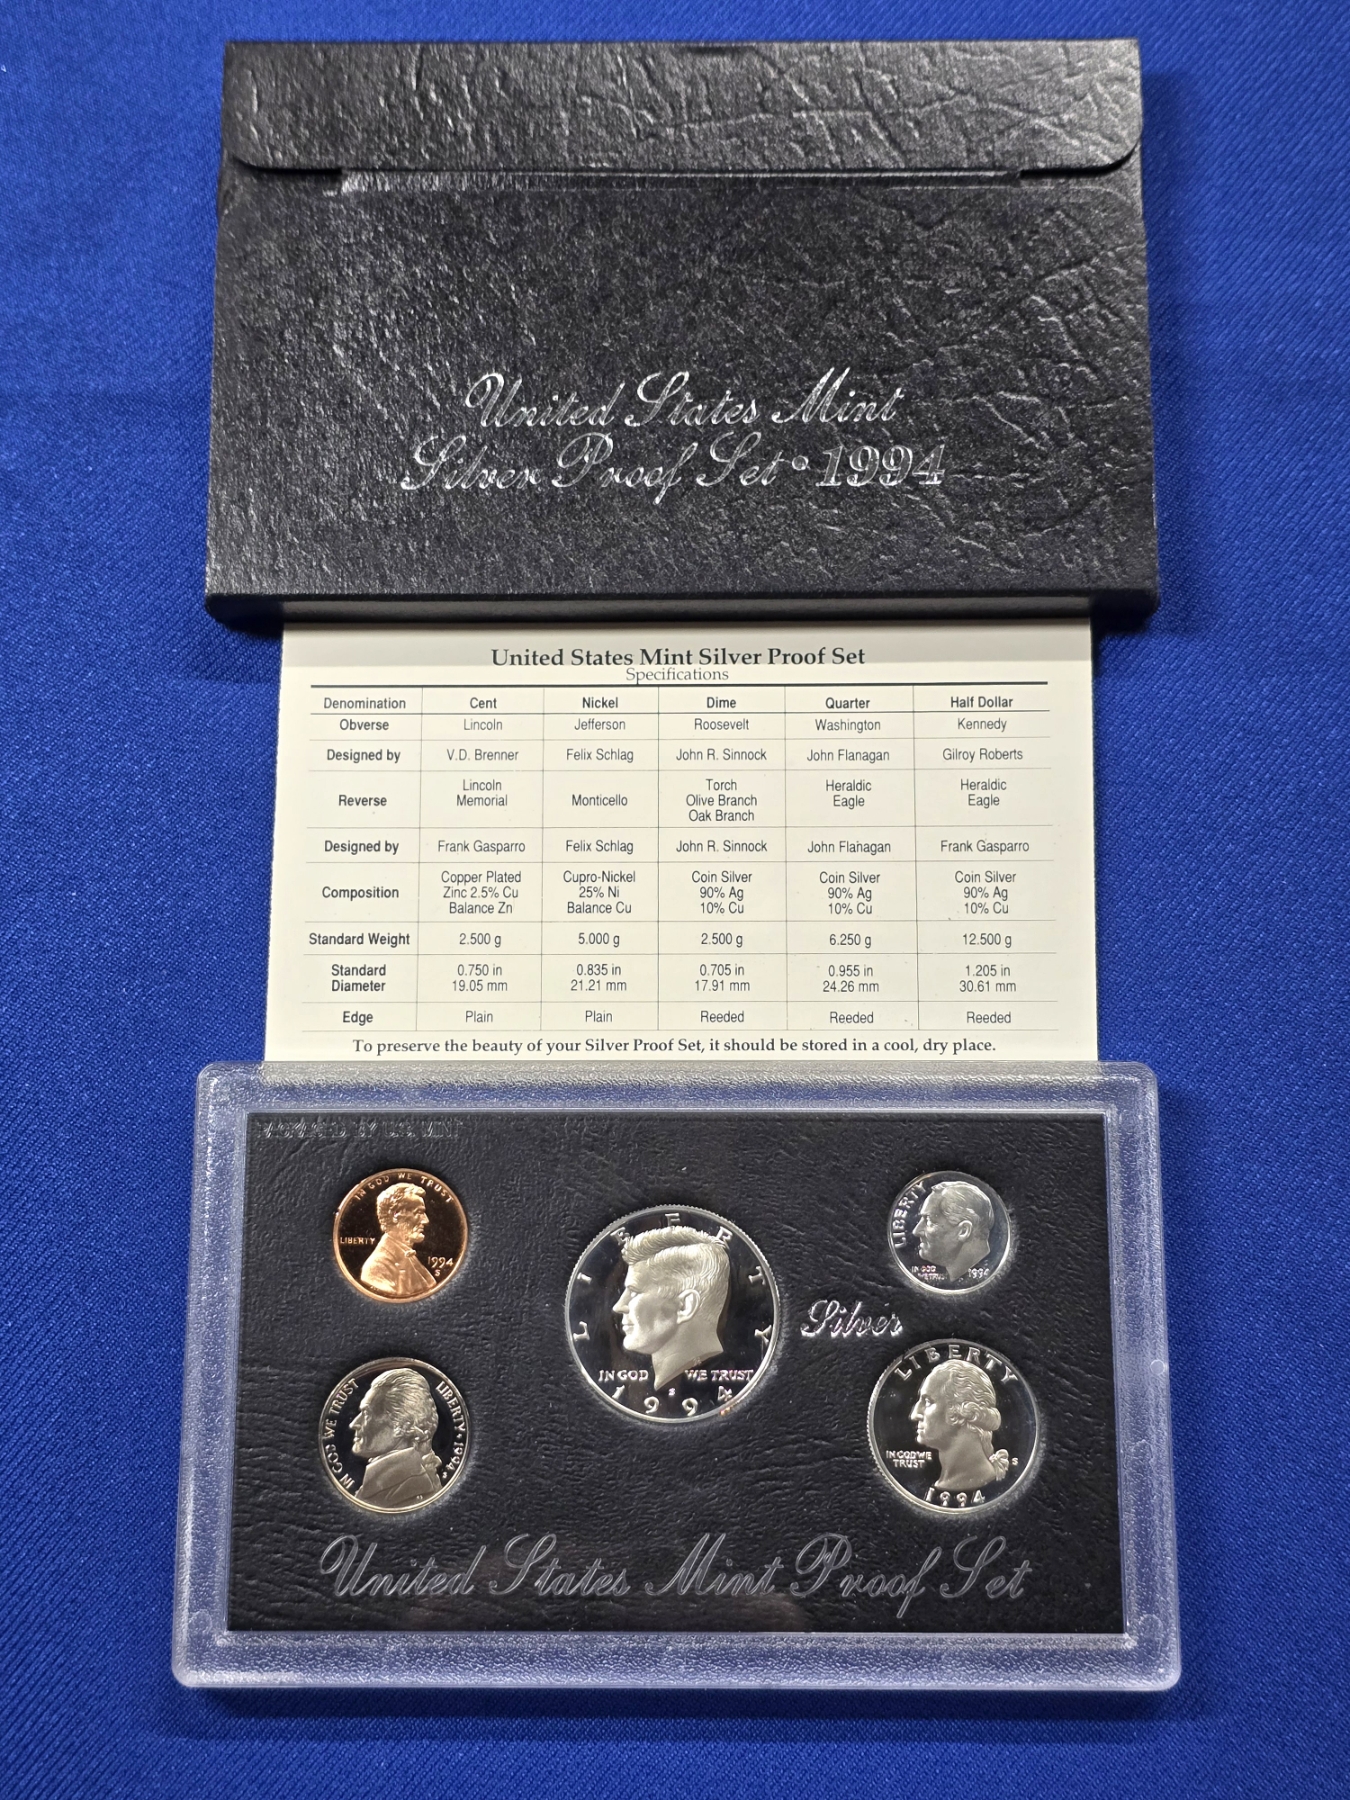 United States Mint
Silver Proof Set • 1994
United States Mint Silver Proof Set
Specifications
Denomination Cent Nickel Dime Quarter Half Dollar
Obverse Lincoln Jefferson Roosevelt Washington Kennedy
Designed by V.D. Brenner Felix Schlag John R. Sinnock John Flanagan Gilroy Roberts
Reverse Lincoln Memorial Monticello Torch Olive Branch Oak Branch Heraldic Eagle Heraldic Eagle
Designed by Frank Gasparro Felix Schlag John R. Sinnock John Flanagan Frank Gasparro
Composition Copper Plated Zinc 2.5% Cu Balance Zn Cupro-Nickel 25% Ni Balance Cu Coin Silver 90% Ag 10% Cu Coin Silver 90% Ag 10% Cu Coin Silver 90% Ag 10% Cu
Standard Weight 2.500 g 5.000 g 2.500 g 6.250 g 12.500 g
Standard Diameter 0.750 in 19.05 mm 0.835 in 21.21 mm 0.705 in 17.91 mm 0.955 in 24.26 mm 1.205 in 30.61 mm
Edge Plain Plain Reeded Reeded Reeded
To preserve the beauty of your Silver Proof Set, it should be stored in a cool, dry place.
BY U.S. MINT
IN GOD WE TRUST
LIBERTY
1994
S
LIBERTY
IN GOD WE TRUST
S
1994
LIBERTY
IN GOD
WE TRUST
1994
Silver
IN GOD WE TRUST
LIBERTY • 1994
LIBERTY
IN GOD WE
TRUST
S
1994
United States Mint Proof Set